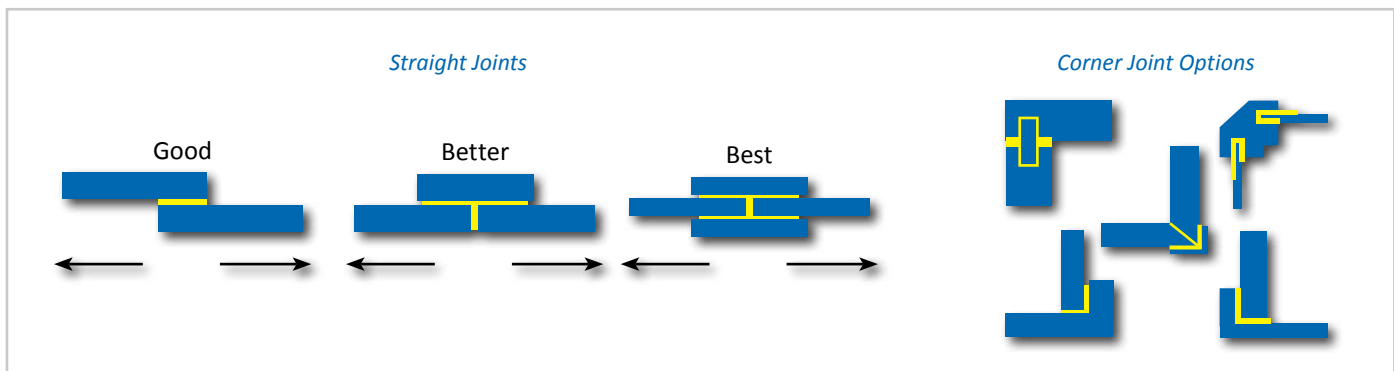 Straight Joints
Corner Joint Options
Good
Better
Best